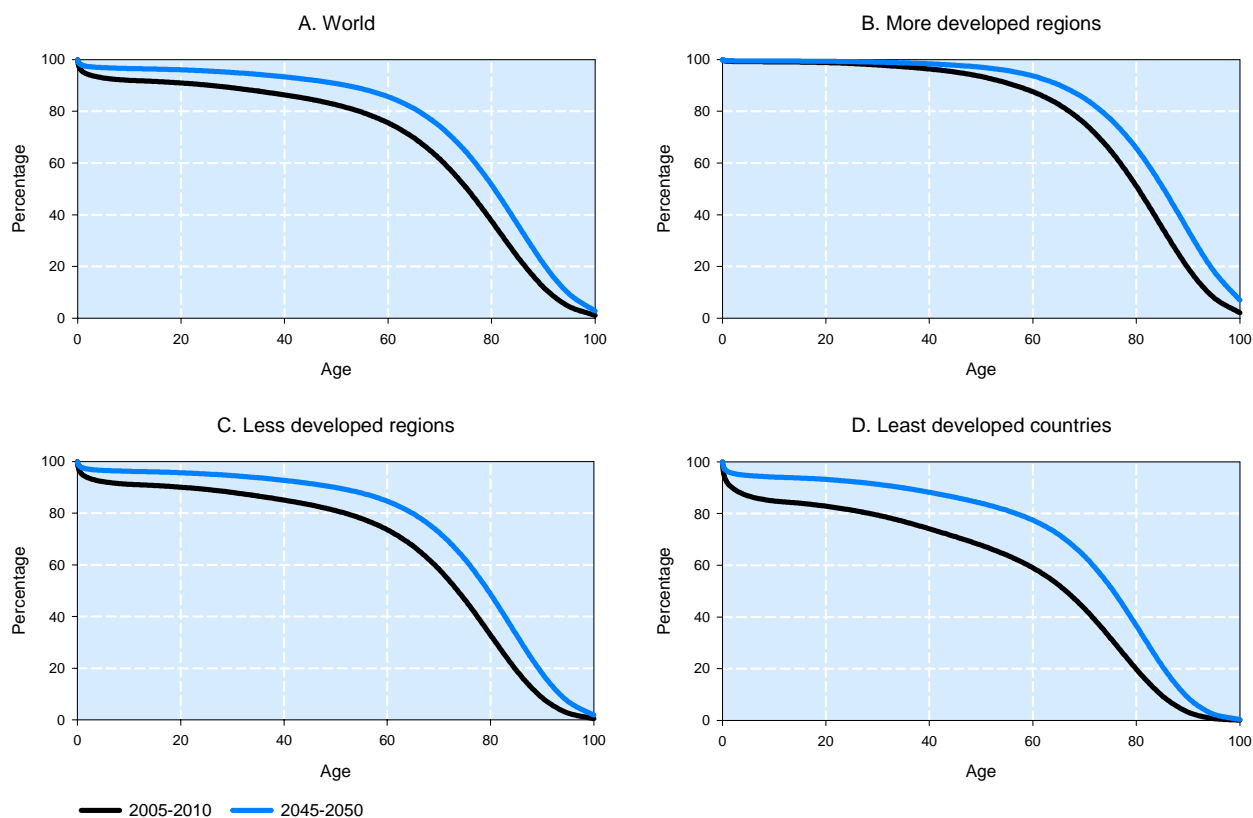 A. World
100
80
60
40
20
0
Percentage
0 20 40 60 80 100
Age
B. More developed regions
100
80
60
40
20
0
Percentage
0 20 40 60 80 100
Age
C. Less developed regions
100
80
60
40
20
0
Percentage
0 20 40 60 80 100
Age
D. Least developed countries
100
80
60
40
20
0
Percentage
0 20 40 60 80 100
Age
2005-2010 2045-2050